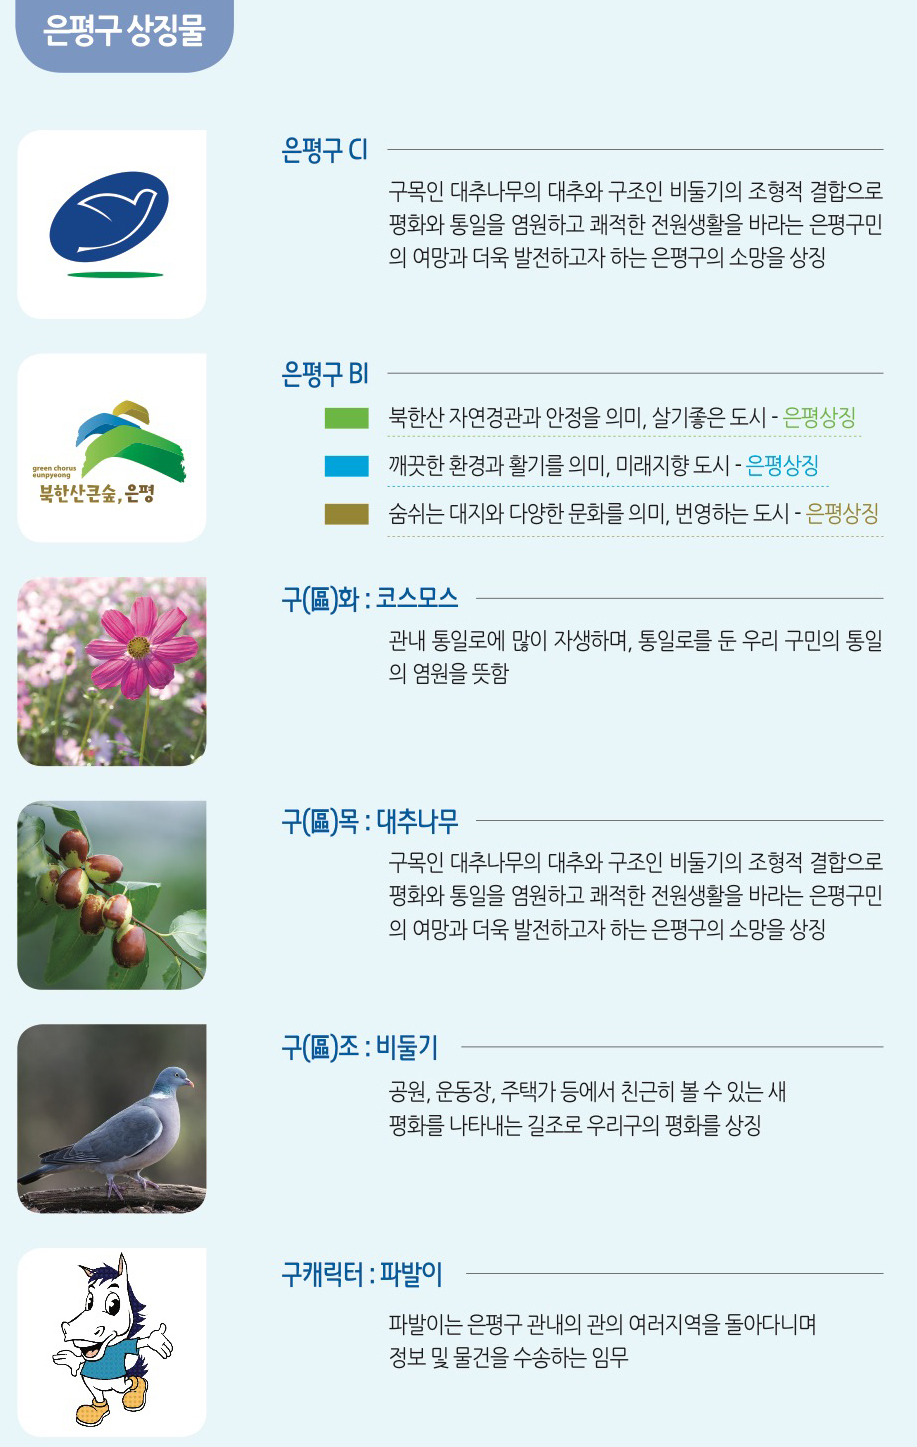 은평구 상징물
은평구 CI
구목인 대추나무의 대추와 구조인 비둘기의 조형적 결합으로
평화와 통일을 염원하고 쾌적한 전원생활을 바라는 은평구민
의 여망과 더욱 발전하고자 하는 은평구의 소망을 상징
은평구 BI
green chorus
eunpyeong
북한산큰숲, 은평
북한산 자연경관과 안정을 의미, 살기좋은 도시 - 은평상징
깨끗한 환경과 활기를 의미, 미래지향 도시 - 은평상징
숨쉬는 대지와 다양한 문화를 의미, 번영하는 도시 - 은평상징
구(區)화 : 코스모스
관내 통일로에 많이 자생하며, 통일로를 둔 우리 구민의 통일
의 염원을 뜻함
구(區)목 : 대추나무
구목인 대추나무의 대추와 구조인 비둘기의 조형적 결합으로
평화와 통일을 염원하고 쾌적한 전원생활을 바라는 은평구민
의 여망과 더욱 발전하고자 하는 은평구의 소망을 상징
구(區)조 : 비둘기
공원, 운동장, 주택가 등에서 친근히 볼 수 있는 새
평화를 나타내는 길조로 우리구의 평화를 상징
구캐릭터 : 파발이
파발이는 은평구 관내의 관의 여러지역을 돌아다니며
정보 및 물건을 수송하는 임무